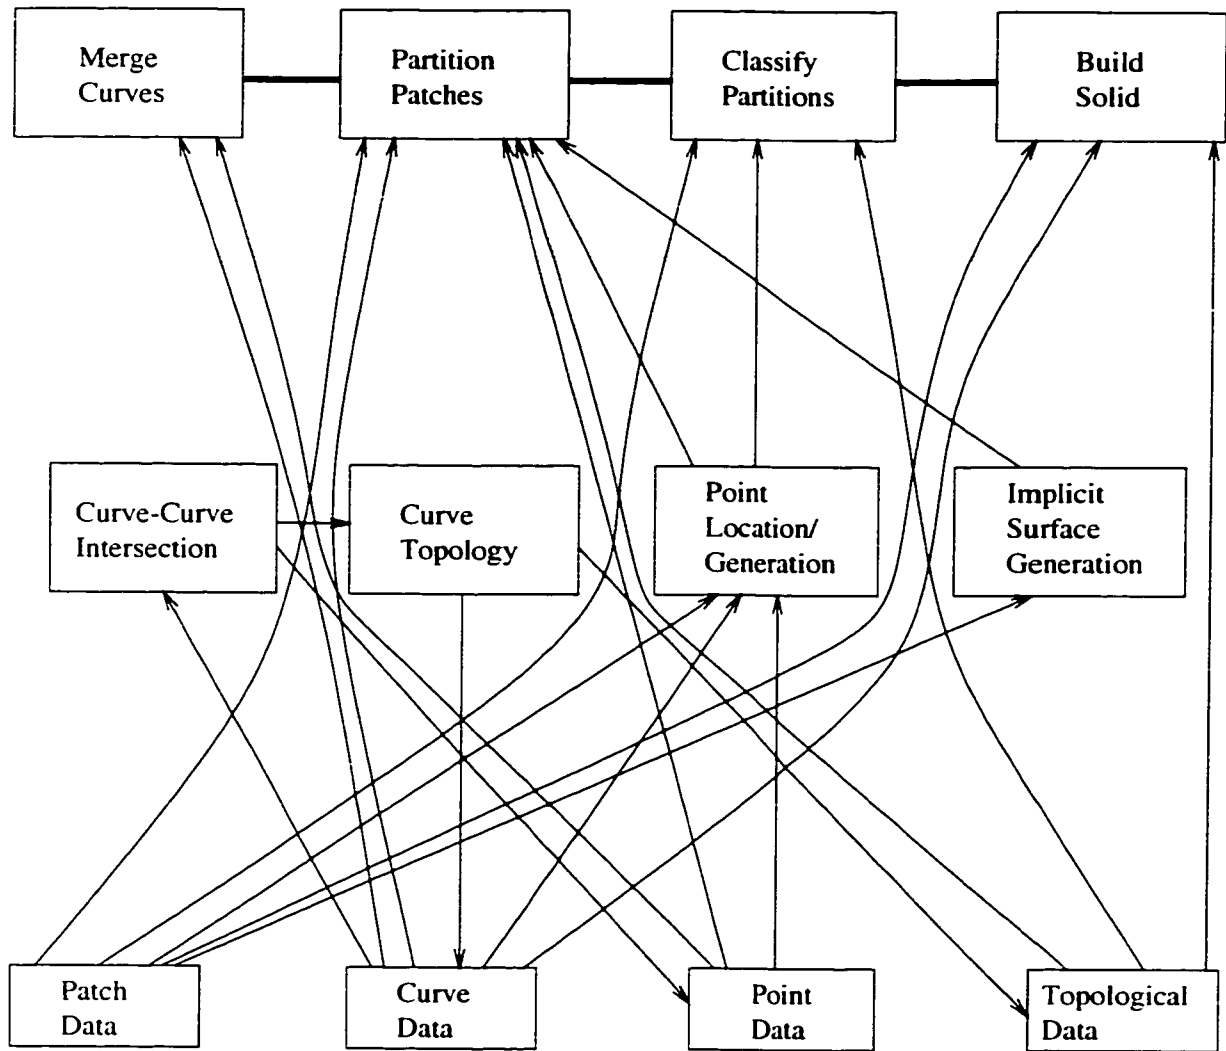 Merge
Curves
Partition
Patches
Classify
Partitions
Build
Solid
Curve-Curve
Intersection
Curve
Topology
Point
Location/
Generation
Implicit
Surface
Generation
Patch
Data
Curve
Data
Point
Data
Topological
Data